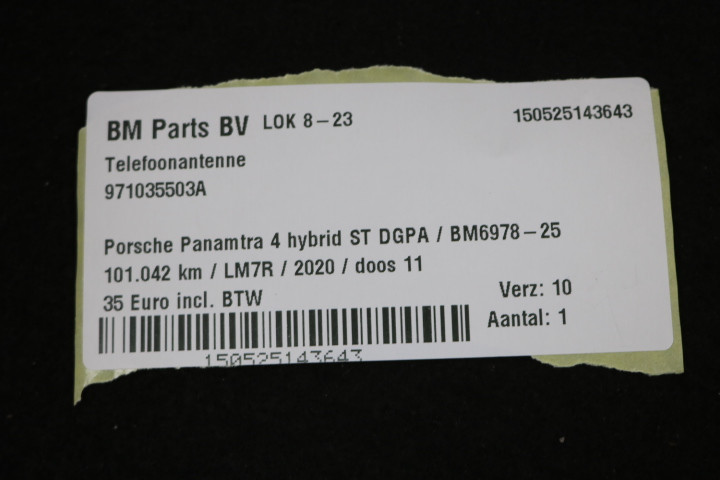 BM Parts BV LOK 8-23 150525143643
Telefoonantenne
971035503A
Porsche Panamtra 4 hybrid ST DGPA / BM6978-25
101.042 km / LM7R / 2020 / doos 11
35 Euro incl. BTW
Verz: 10
Aantal: 1
150525143643